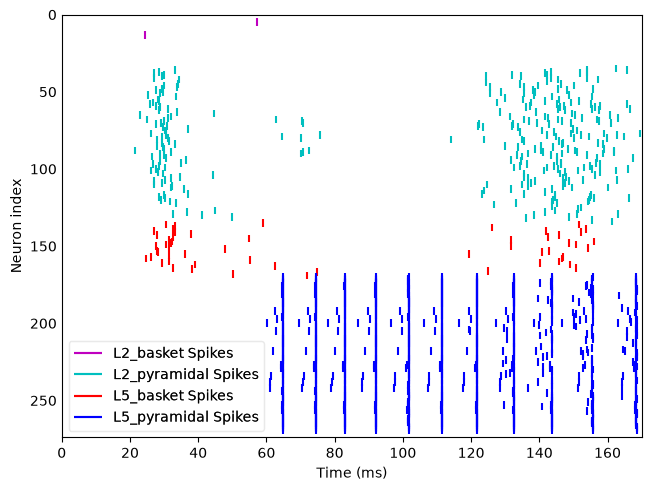 0
50
100
150
200
250
Neuron index
L2_basket Spikes
L2_pyramidal Spikes
L5_basket Spikes
L5_pyramidal Spikes
0 20 40 60 80 100 120 140 160
Time (ms)